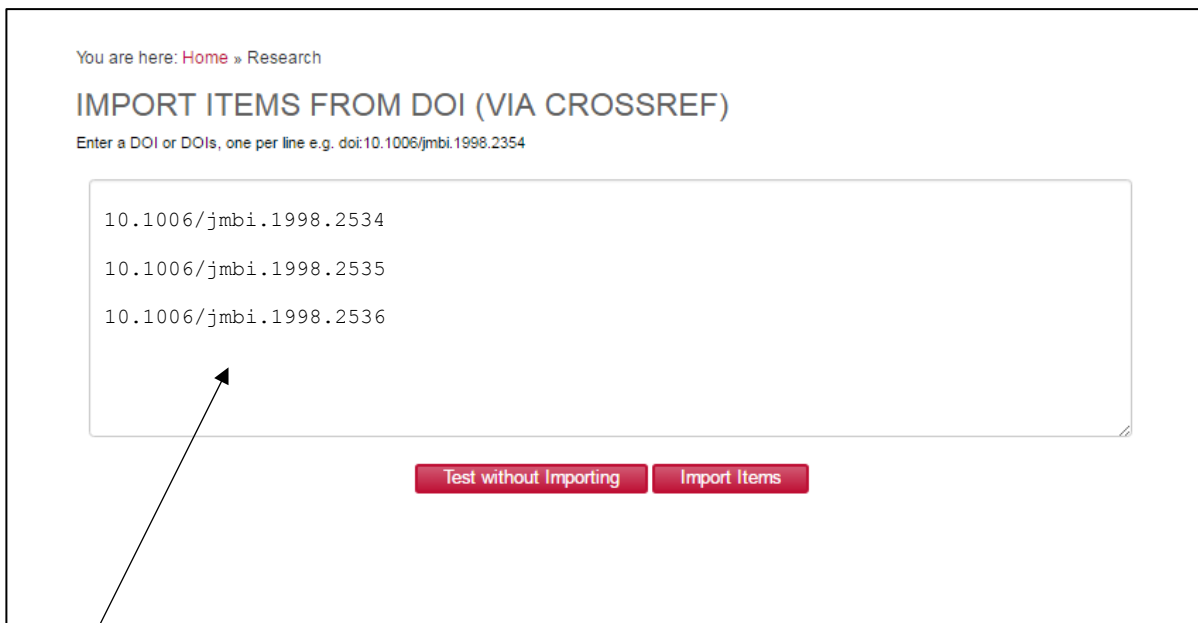 You are here: Home » Research
IMPORT ITEMS FROM DOI (VIA CROSSREF)
Enter a DOI or DOIs, one per line e.g. doi:10.1006/jmbi.1998.2354
10.1006/jmbi.1998.2534
10.1006/jmbi.1998.2535
10.1006/jmbi.1998.2536
Test without Importing Import Items